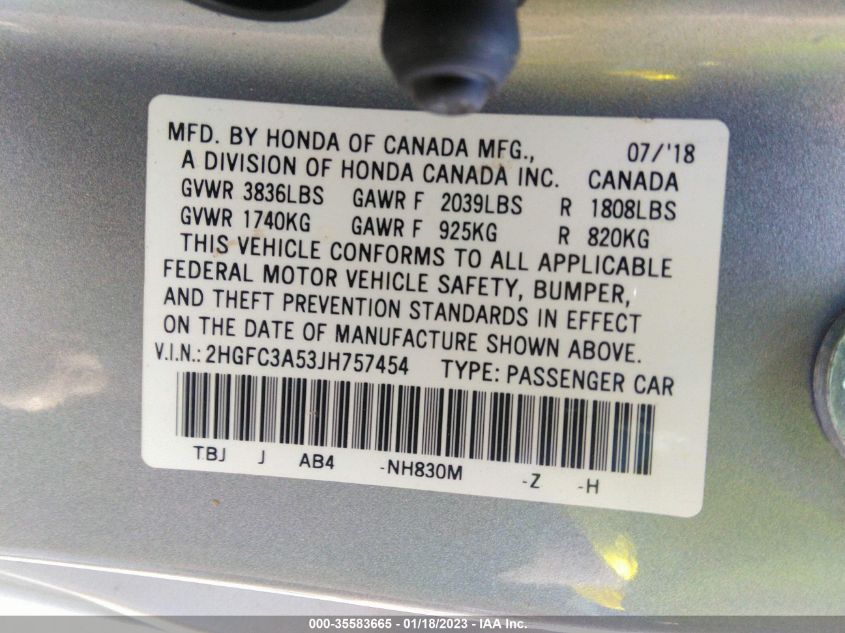 MFD. BY HONDA OF CANADA MFG., 07/'18
A DIVISION OF HONDA CANADA INC. CANADA
GVWR 3836LBS GAWR F 2039LBS R 1808LBS
GVWR 1740KG GAWR F 925KG R 820KG
THIS VEHICLE CONFORMS TO ALL APPLICABLE
FEDERAL MOTOR VEHICLE SAFETY, BUMPER,
AND THEFT PREVENTION STANDARDS IN EFFECT
ON THE DATE OF MANUFACTURE SHOWN ABOVE.
V.I.N.: 2HGFC3A53JH757454 TYPE: PASSENGER CAR
TBJ J AB4 -NH830M -Z -H
000-35583665 - 01/18/2023 - IAA Inc.